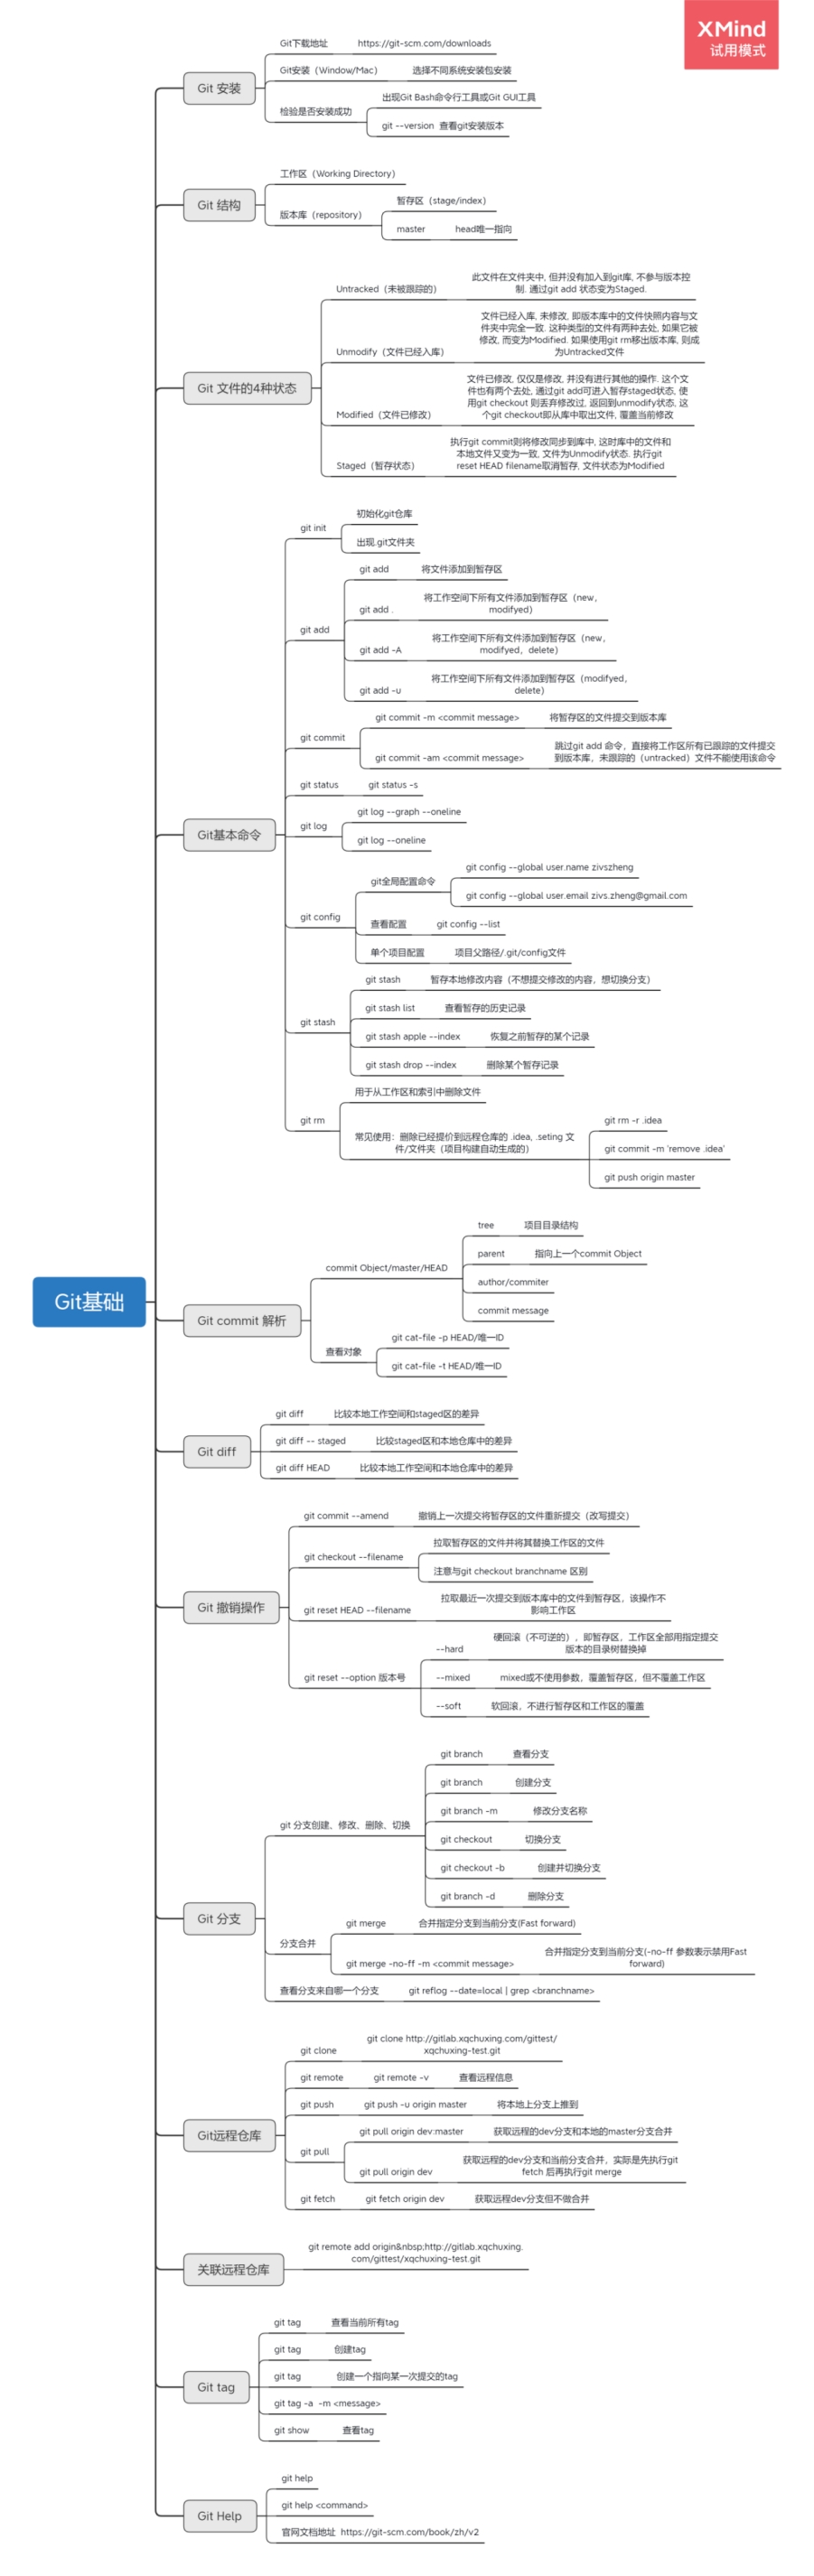 XMind
试用模式
Git基础
Git 安装
Git下载地址
https://git-scm.com/downloads
Git安装（Window/Mac）
选择不同系统安装包安装
检验是否安装成功
出现Git Bash命令行工具或Git GUI工具
git --version 查看git安装版本
Git 结构
工作区（Working Directory）
版本库（repository）
暂存区（stage/index）
master
head唯一指向
Git 文件的4种状态
Untracked（未被跟踪的）
此文件在文件夹中, 但并没有加入到git库, 不参与版本控
制. 通过git add 状态变为Staged.
Unmodify（文件已经入库）
文件已经入库, 未修改, 即版本库中的文件快照内容与文
件夹中完全一致. 这种类型的文件有两种去处, 如果它被
修改, 而变为Modified. 如果使用git rm移出版本库, 则成
为Untracked文件
Modified（文件已修改）
文件已修改, 仅仅是修改, 并没有进行其他的操作. 这个文
件也有两个去处, 通过git add可进入暂存staged状态, 使
用git checkout 则丢弃修改过, 返回到unmodify状态, 这
个git checkout即从库中取出文件, 覆盖当前修改
Staged（暂存状态）
执行git commit则将修改同步到库中, 这时库中的文件和
本地文件又变为一致, 文件为Unmodify状态. 执行git
reset HEAD filename取消暂存, 文件状态为Modified
Git基本命令
git init
初始化git仓库
出现.git文件夹
git add
git add
将文件添加到暂存区
git add .
将工作空间下所有文件添加到暂存区（new，
modifyed）
git add -A
将工作空间下所有文件添加到暂存区（new，
modifyed，delete）
git add -u
将工作空间下所有文件添加到暂存区（modifyed，
delete）
git commit
git commit -m <commit message>
将暂存区的文件提交到版本库
git commit -am <commit message>
跳过git add 命令，直接将工作区所有已跟踪的文件提交
到版本库，未跟踪的（untracked）文件不能使用该命令
git status
git status -s
git log
git log --graph --oneline
git log --oneline
git config
git全局配置命令
git config --global user.name zivszheng
git config --global user.email zivs.zheng@gmail.com
查看配置
git config --list
单个项目配置
项目父路径/.git/config文件
git stash
git stash
暂存本地修改内容（不想提交修改的内容，想切换分支）
git stash list
查看暂存的历史记录
git stash apple --index
恢复之前暂存的某个记录
git stash drop --index
删除某个暂存记录
git rm
用于从工作区和索引中删除文件
常见使用：删除已经提价到远程仓库的 .idea, .seting 文
件/文件夹（项目构建自动生成的）
git rm -r .idea
git commit -m 'remove .idea'
git push origin master
Git commit 解析
commit Object/master/HEAD
tree
项目目录结构
parent
指向上一个commit Object
author/commiter
commit message
查看对象
git cat-file -p HEAD/唯一ID
git cat-file -t HEAD/唯一ID
Git diff
git diff
比较本地工作空间和staged区的差异
git diff -- staged
比较staged区和本地仓库中的差异
git diff HEAD
比较本地工作空间和本地仓库中的差异
Git 撤销操作
git commit --amend
撤销上一次提交将暂存区的文件重新提交（改写提交）
git checkout --filename
拉取暂存区的文件并将其替换工作区的文件
注意与git checkout branchname 区别
git reset HEAD --filename
拉取最近一次提交到版本库中的文件到暂存区，该操作不
影响工作区
git reset --option 版本号
--hard
硬回滚（不可逆的），即暂存区，工作区全部用指定提交
版本的目录树替换掉
--mixed
mixed或不使用参数，覆盖暂存区，但不覆盖工作区
--soft
软回滚，不进行暂存区和工作区的覆盖
Git 分支
git 分支创建、修改、删除、切换
git branch
查看分支
git branch
创建分支
git branch -m
修改分支名称
git checkout
切换分支
git checkout -b
创建并切换分支
git branch -d
删除分支
分支合并
git merge
合并指定分支到当前分支(Fast forward)
git merge -no-ff -m <commit message>
合并指定分支到当前分支(-no-ff 参数表示禁用Fast
forward)
查看分支来自哪一个分支
git reflog --date=local | grep <branchname>
Git远程仓库
git clone
git clone http://gitlab.xqchuxing.com/gittest/
xqchuxing-test.git
git remote
git remote -v
查看远程信息
git push
git push -u origin master
将本地上分支上推到
git pull
git pull origin dev:master
获取远程的dev分支和本地的master分支合并
git pull origin dev
获取远程的dev分支和当前分支合并，实际是先执行git
fetch 后再执行git merge
git fetch
git fetch origin dev
获取远程dev分支但不做合并
关联远程仓库
git remote add origin&nbsp;http://gitlab.xqchuxing.
com/gittest/xqchuxing-test.git
Git tag
git tag
查看当前所有tag
git tag
创建tag
git tag
创建一个指向某一次提交的tag
git tag -a -m <message>
git show
查看tag
Git Help
git help
git help <command>
官网文档地址 https://git-scm.com/book/zh/v2